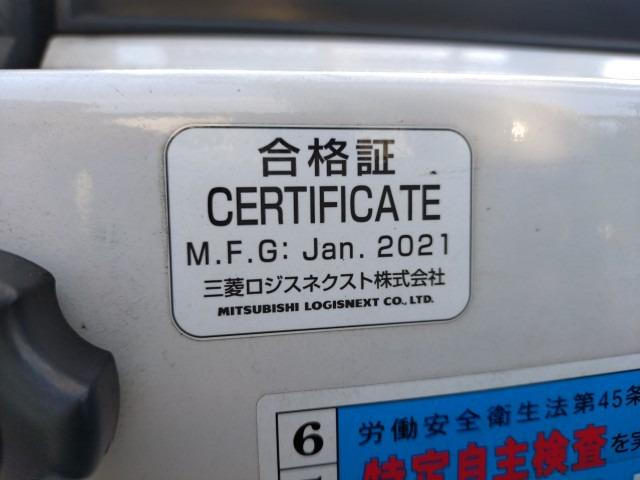 合格証
CERTIFICATE
M.F.G: Jan. 2021
三菱ロジスネクスト株式会社
MITSUBISHI LOGISNEXT CO., LTD.
6
労働安全衛生法第45条
特定自主検査を実